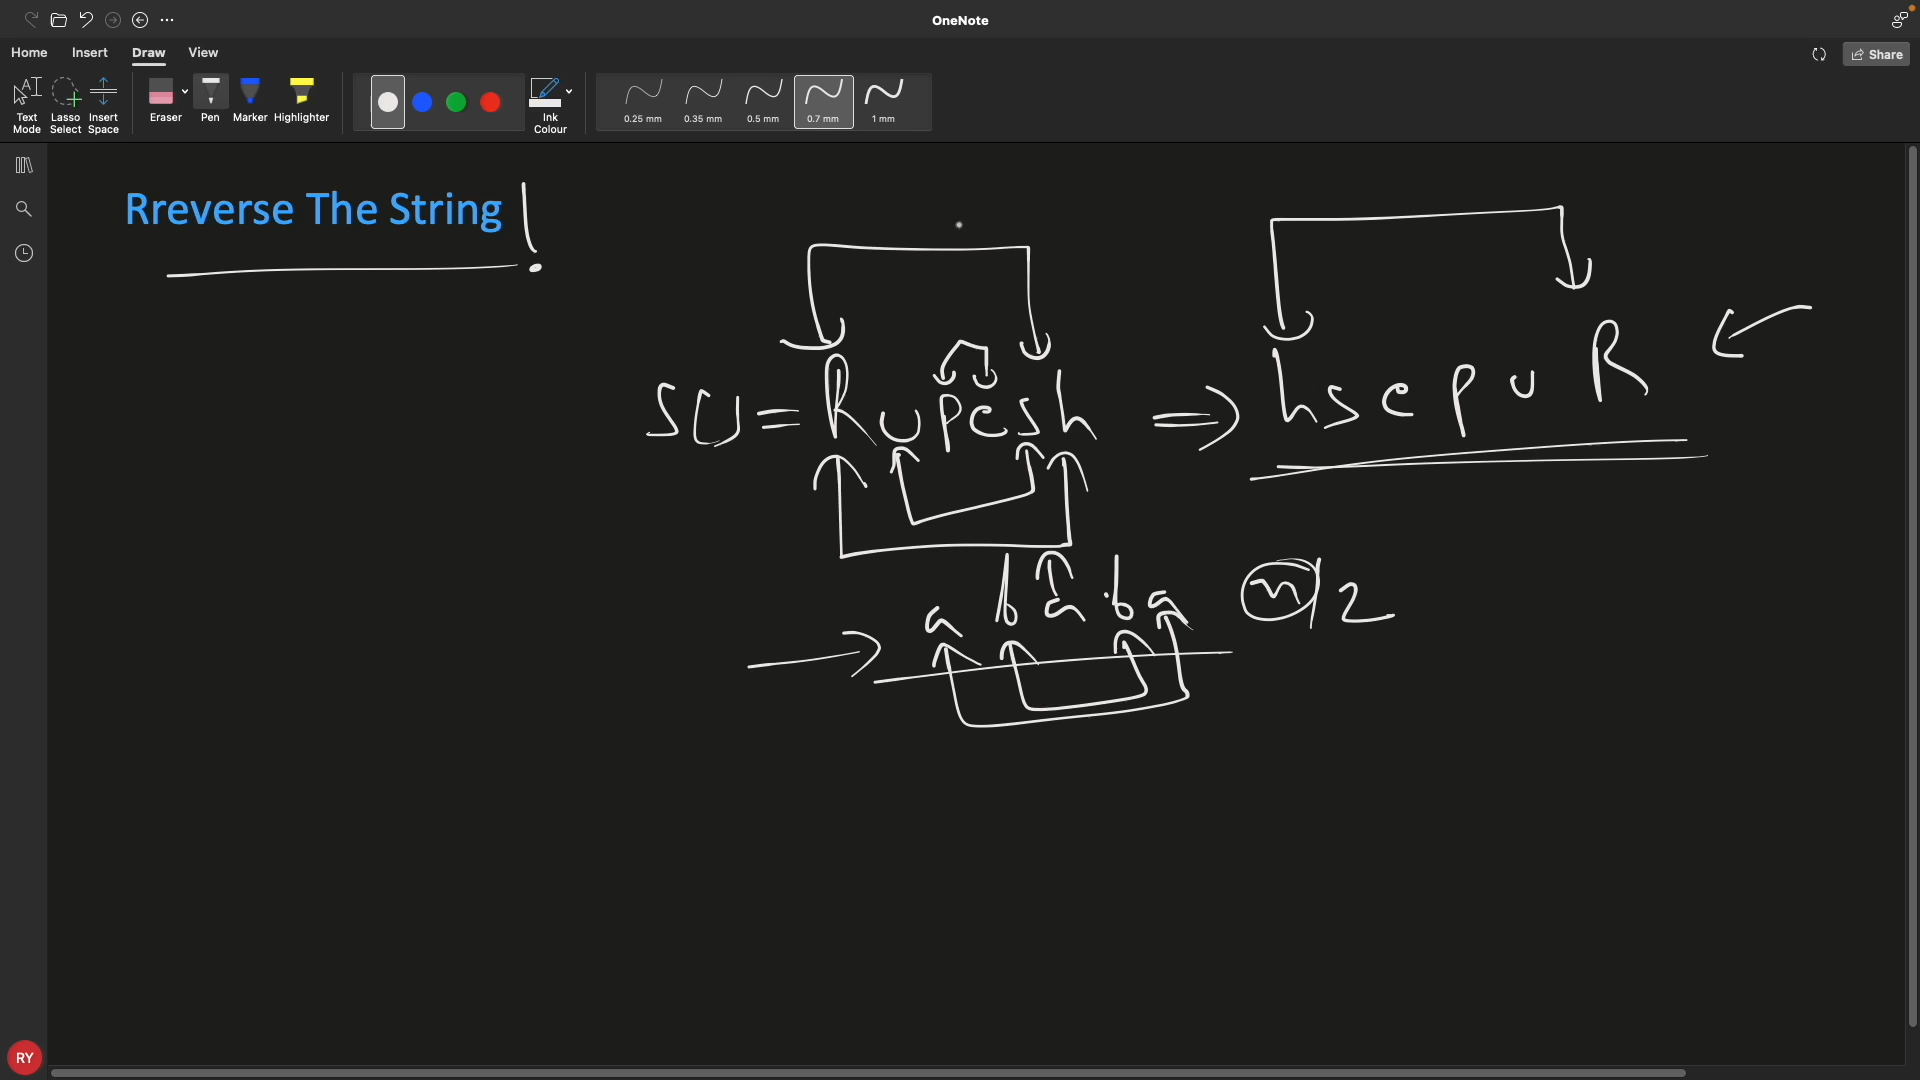 OneNote
Home Insert Draw View
Share
Text Mode Lasso Select Insert Space Eraser Pen Marker Highlighter Ink Colour 0.25 mm 0.35 mm 0.5 mm 0.7 mm 1 mm
Rreverse The String !
S[] = Rupesh => hsepuR
a b a b a n/2
RY